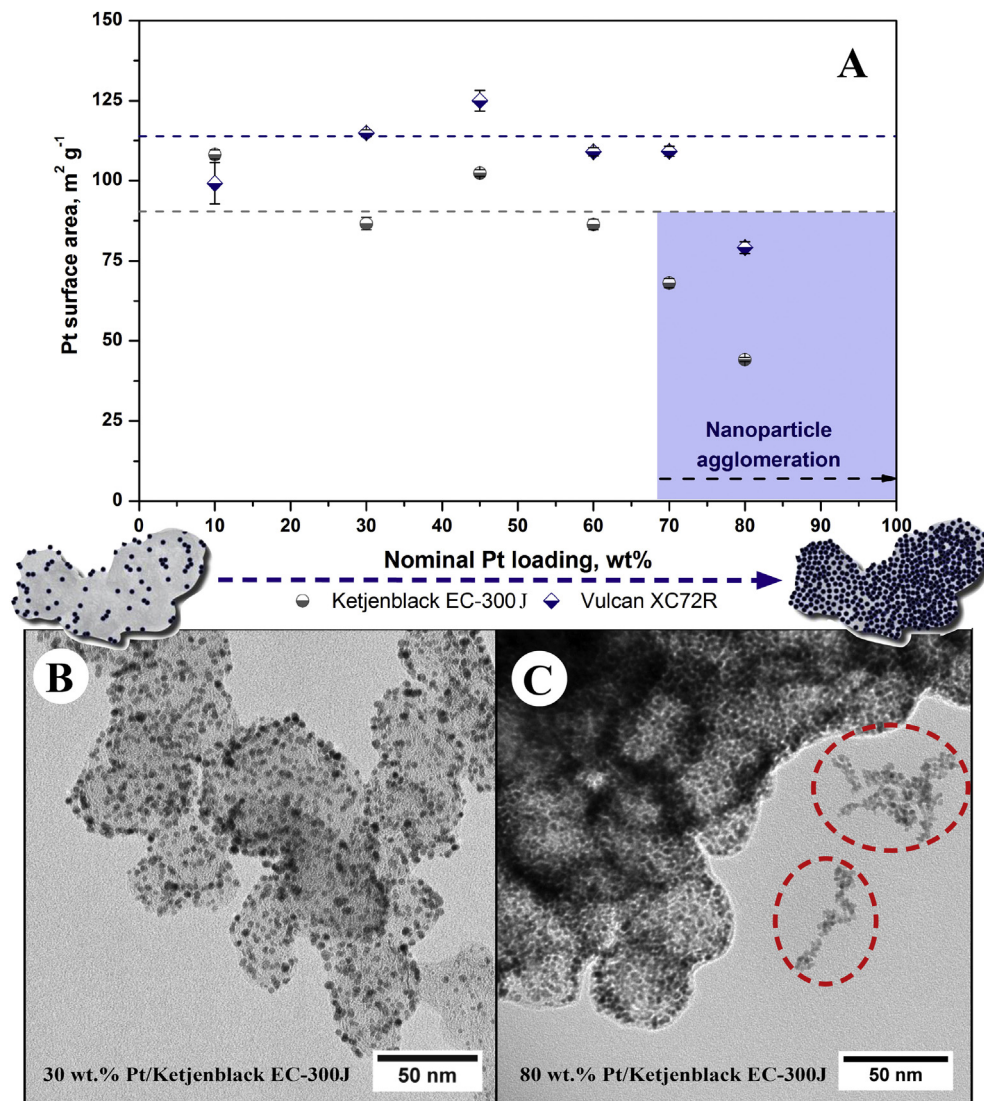 A
150
125
100
75
50
25
0
Pt surface area, m² g⁻¹
Nanoparticle
agglomeration
0 10 20 30 40 50 60 70 80 90 100
Nominal Pt loading, wt%
Ketjenblack EC-300J Vulcan XC72R
B
30 wt.% Pt/Ketjenblack EC-300J
50 nm
C
80 wt.% Pt/Ketjenblack EC-300J
50 nm